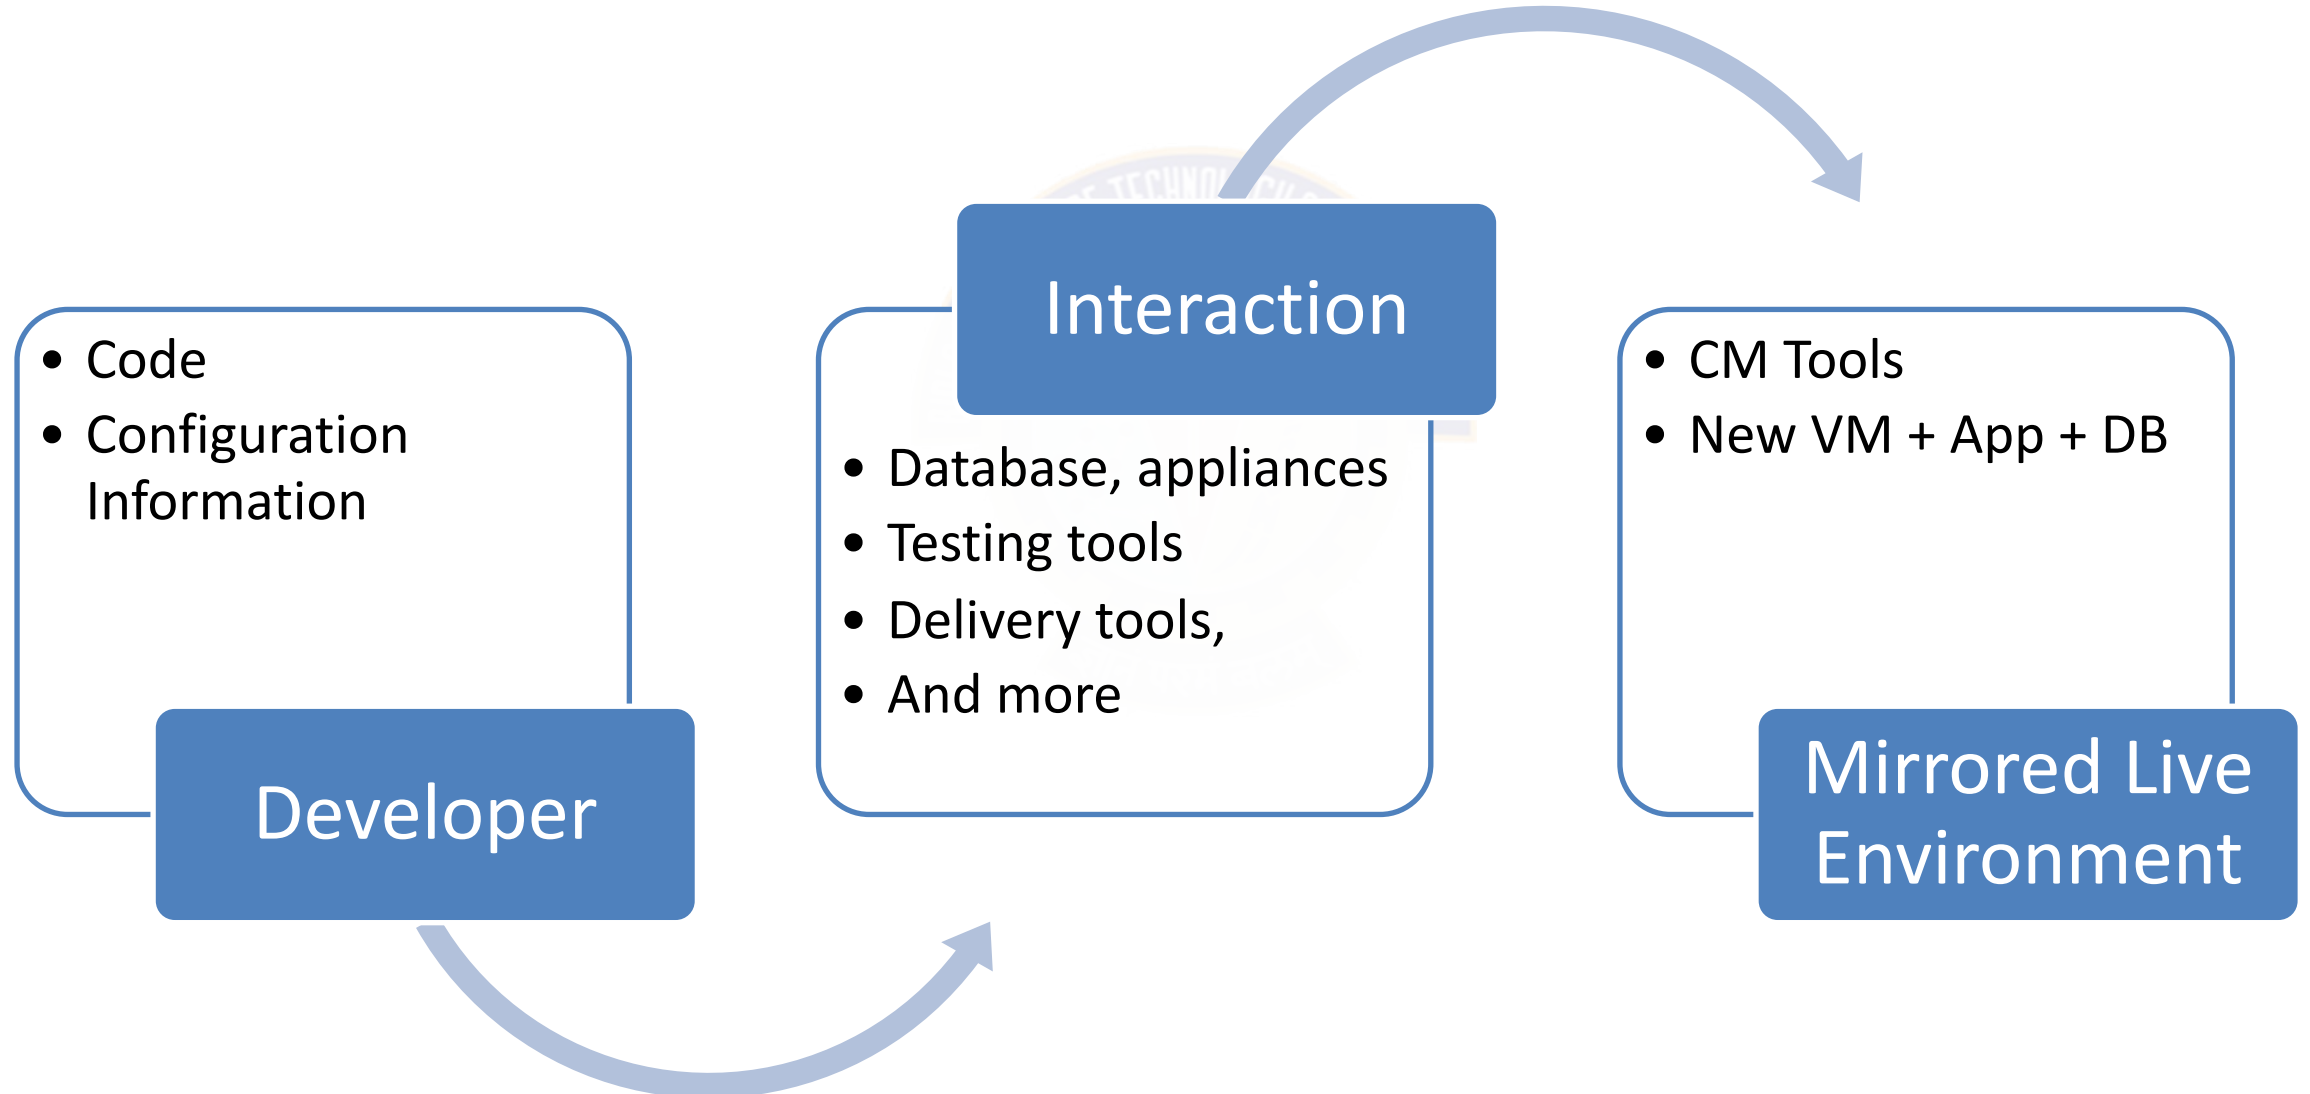 • Code
• Configuration
Information
Developer
Interaction
• Database, appliances
• Testing tools
• Delivery tools,
• And more
• CM Tools
• New VM + App + DB
Mirrored Live
Environment